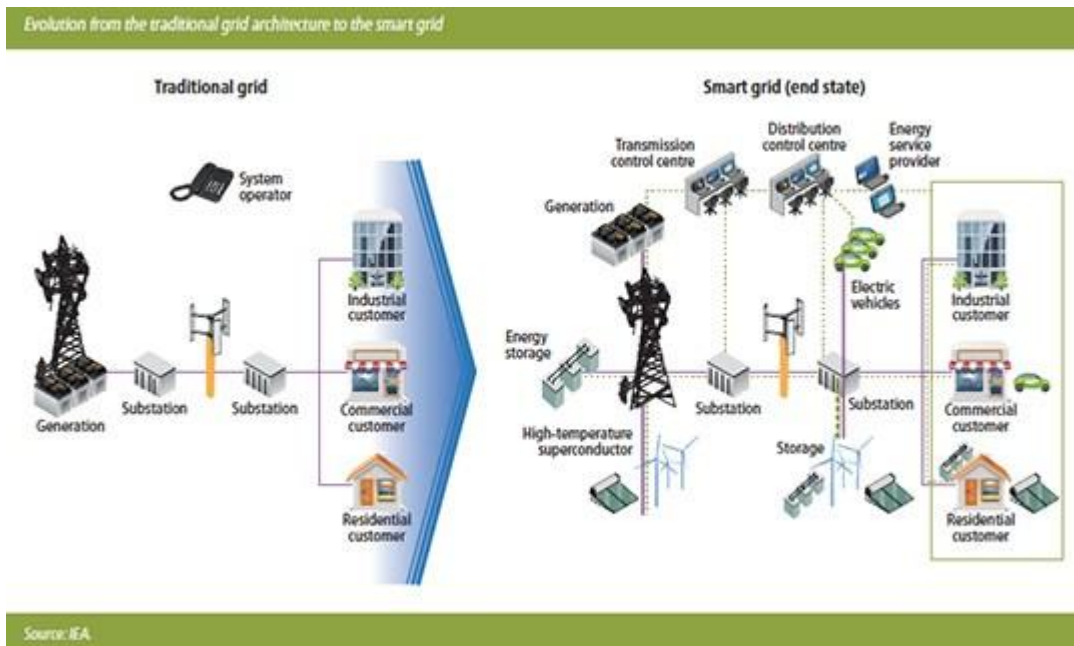 Evolution from the traditional grid architecture to the smart grid
Traditional grid
System
operator
Industrial
customer
Substation
Substation
Commercial
customer
Generation
Residential
customer
Smart grid (end state)
Transmission
control centre
Distribution
control centre
Energy
service
provider
Generation
Electric
vehicles
Industrial
customer
Energy
storage
Substation
Substation
Commercial
customer
High-temperature
superconductor
Storage
Residential
customer
Source: IEA.